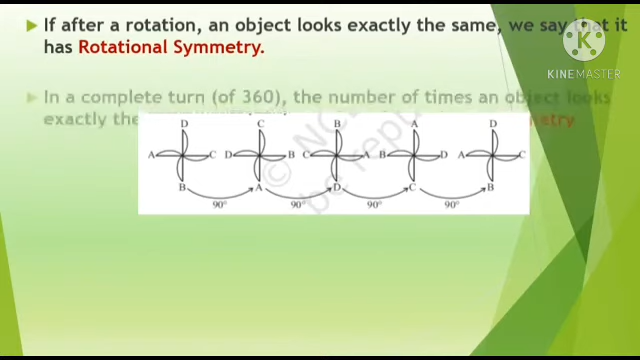 If after a rotation, an object looks exactly the same, we say that it
has Rotational Symmetry.
KINEMASTER
In a complete turn (of 360), the number of times an object looks
exactly the
D C B A D
A C D B C A B D A C
B A D C B
90° 90° 90° 90°